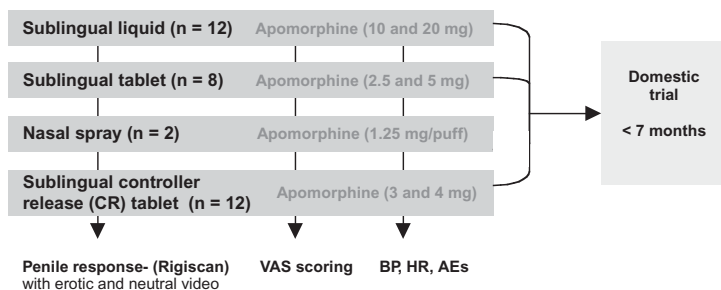 Sublingual liquid (n = 12) Apomorphine (10 and 20 mg)
Sublingual tablet (n = 8) Apomorphine (2.5 and 5 mg)
Nasal spray (n = 2) Apomorphine (1.25 mg/puff)
Sublingual controller
release (CR) tablet (n = 12) Apomorphine (3 and 4 mg)
Domestic
trial
< 7 months
Penile response- (Rigiscan)
with erotic and neutral video
VAS scoring
BP, HR, AEs